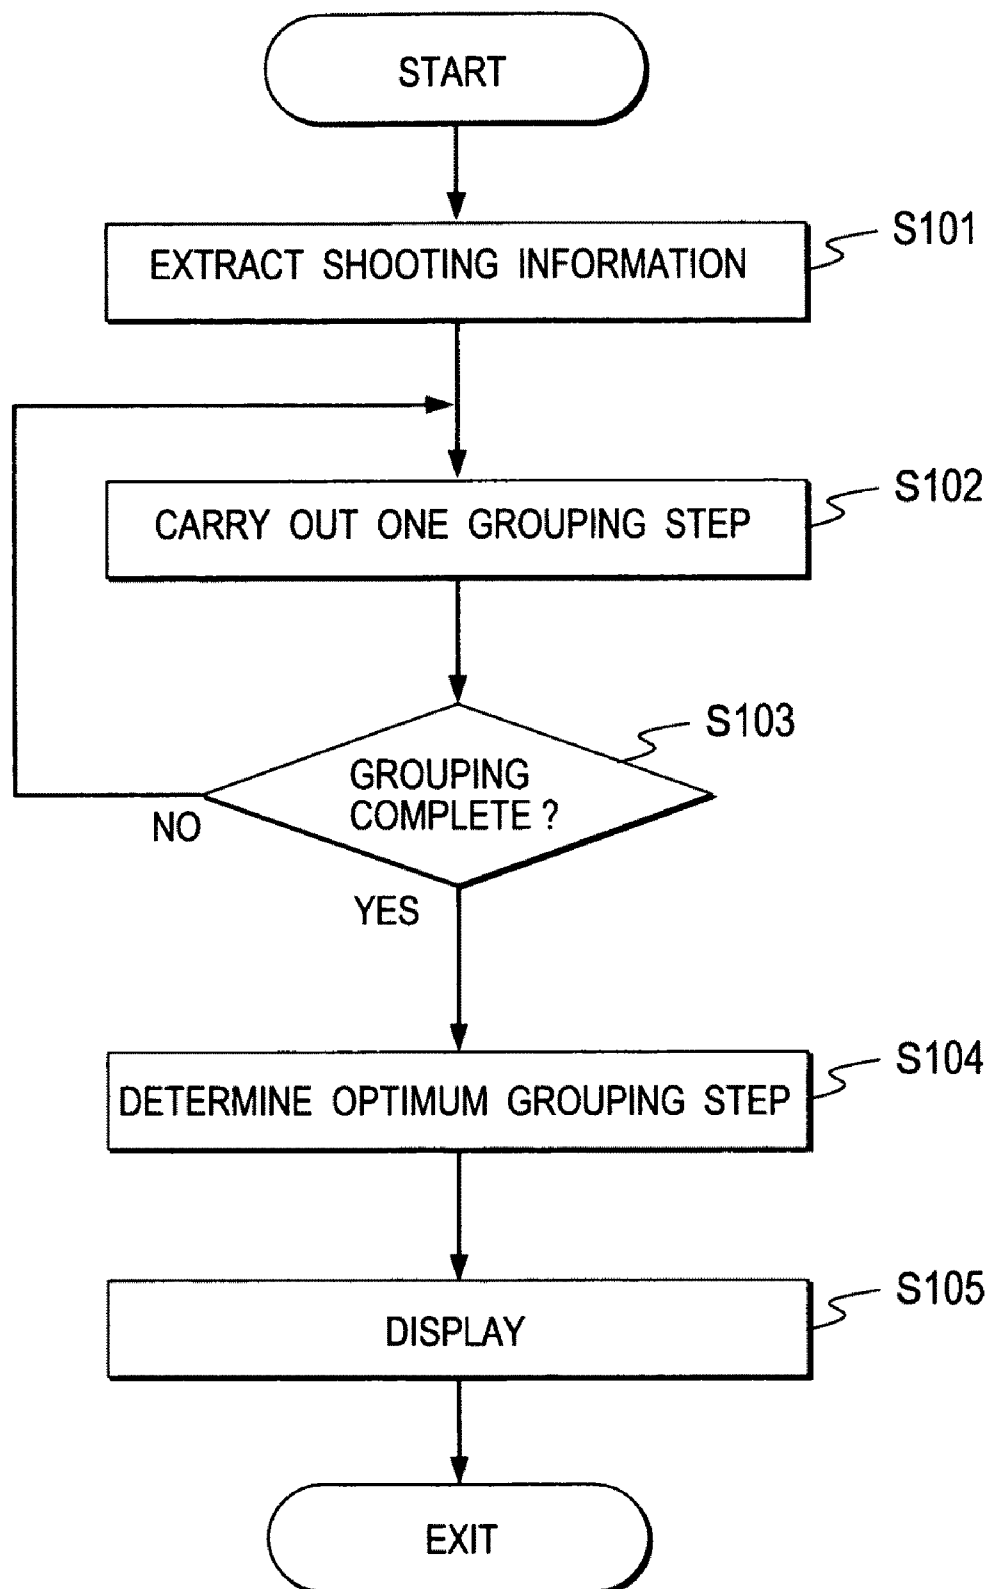 START
S101
EXTRACT SHOOTING INFORMATION
S102
CARRY OUT ONE GROUPING STEP
S103
GROUPING
COMPLETE ?
NO
YES
S104
DETERMINE OPTIMUM GROUPING STEP
S105
DISPLAY
EXIT